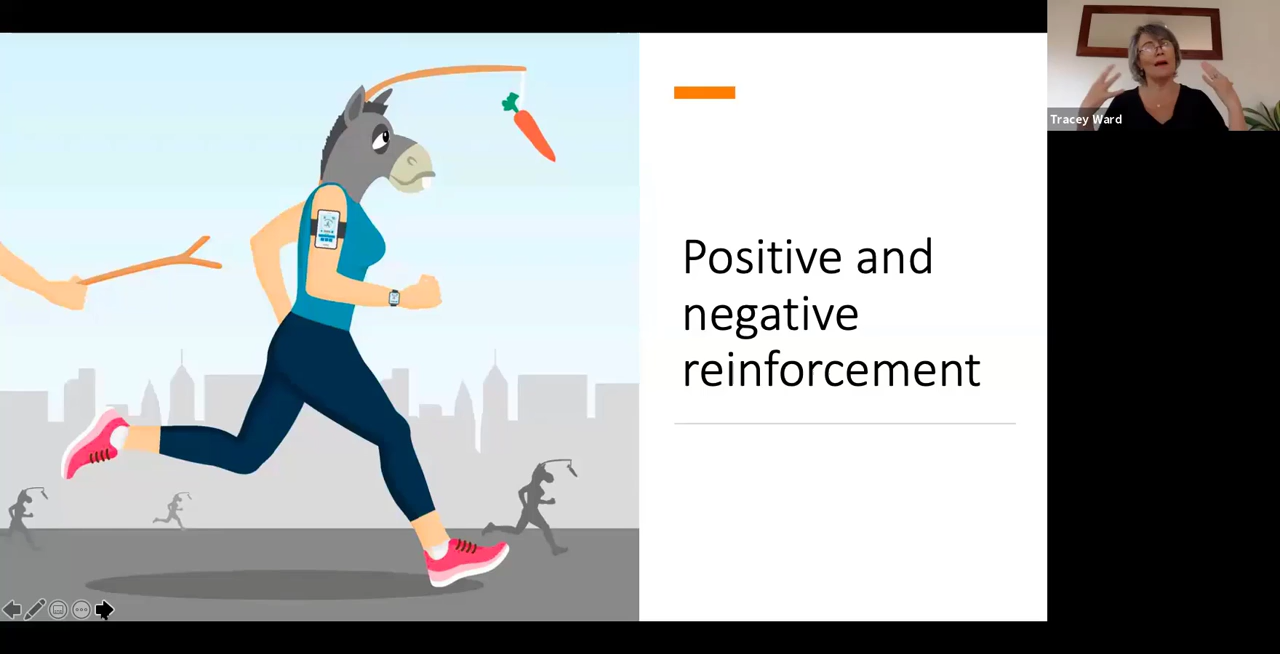 Positive and
negative
reinforcement
Tracey Ward